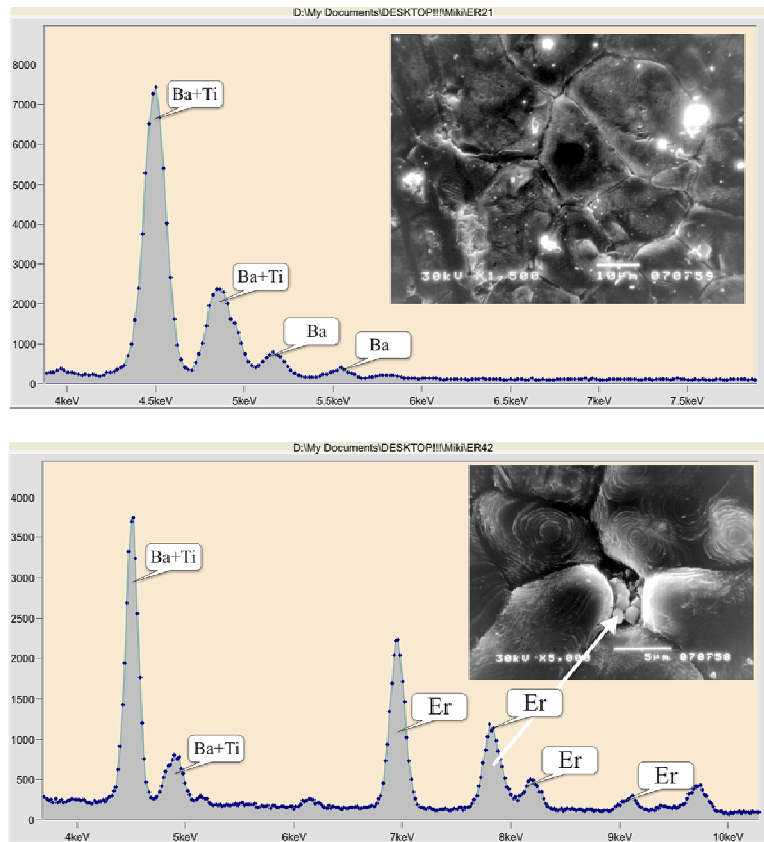 D:\My Documents\DESKTOP!!!\Miki\ER21
8000
7000
6000
5000
4000
3000
2000
1000
0
Ba+Ti
Ba+Ti
Ba
Ba
30kV X1,500 10µm 070759
4keV 4.5keV 5keV 5.5keV 6keV 6.5keV 7keV 7.5keV
D:\My Documents\DESKTOP!!!\Miki\ER42
4000
3500
3000
2500
2000
1500
1000
500
0
Ba+Ti
Ba+Ti
Er
Er
Er
Er
30kV X5,000 5µm 070758
4keV 5keV 6keV 7keV 8keV 9keV 10keV